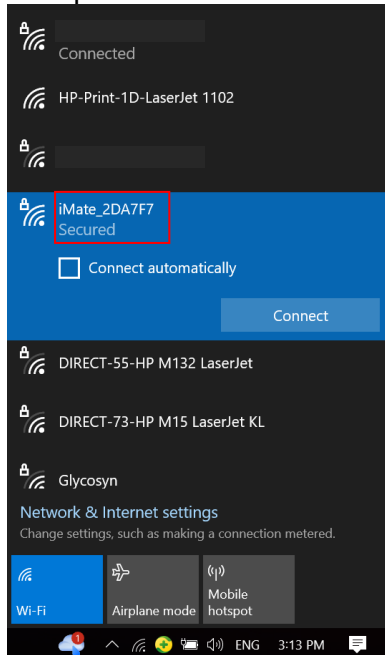 Connected
HP-Print-1D-LaserJet 1102
iMate_2DA7F7
Secured
Connect automatically
Connect
DIRECT-55-HP M132 LaserJet
DIRECT-73-HP M15 LaserJet KL
Glycosyn
Network & Internet settings
Change settings, such as making a connection metered.
Wi-Fi
Airplane mode
Mobile
hotspot
1
ENG
3:13 PM